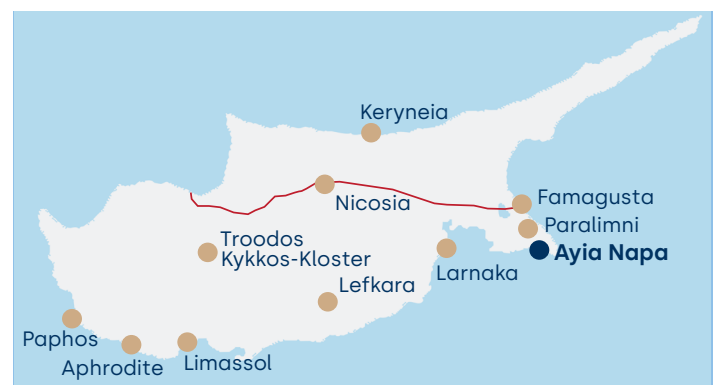 Keryneia
Famagusta
Nicosia
Paralimni
Troodos
Kykkos-Kloster
Ayia Napa
Larnaka
Lefkara
Paphos
Aphrodite
Limassol